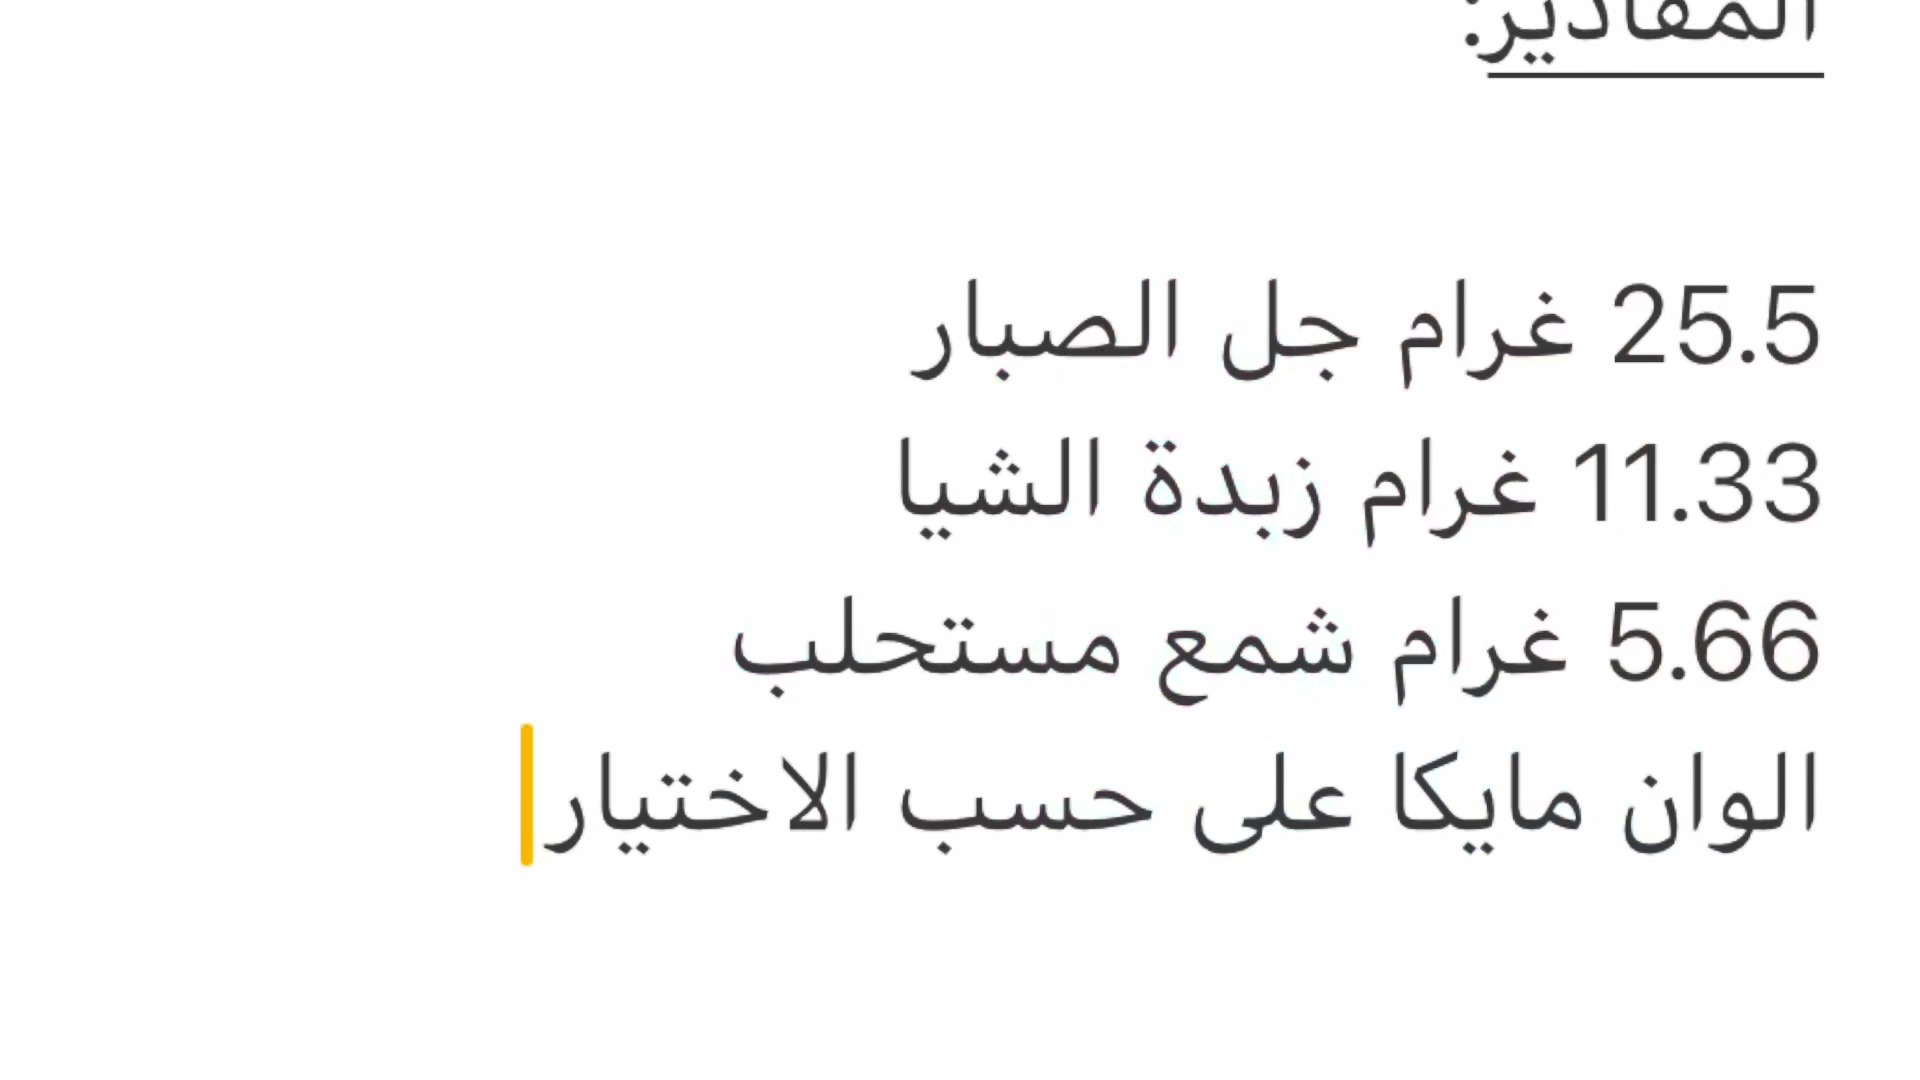 المقادير:
25.5 غرام جل الصبار
11.33 غرام زبدة الشيا
5.66 غرام شمع مستحلب
الوان مايكا على حسب الاختيار